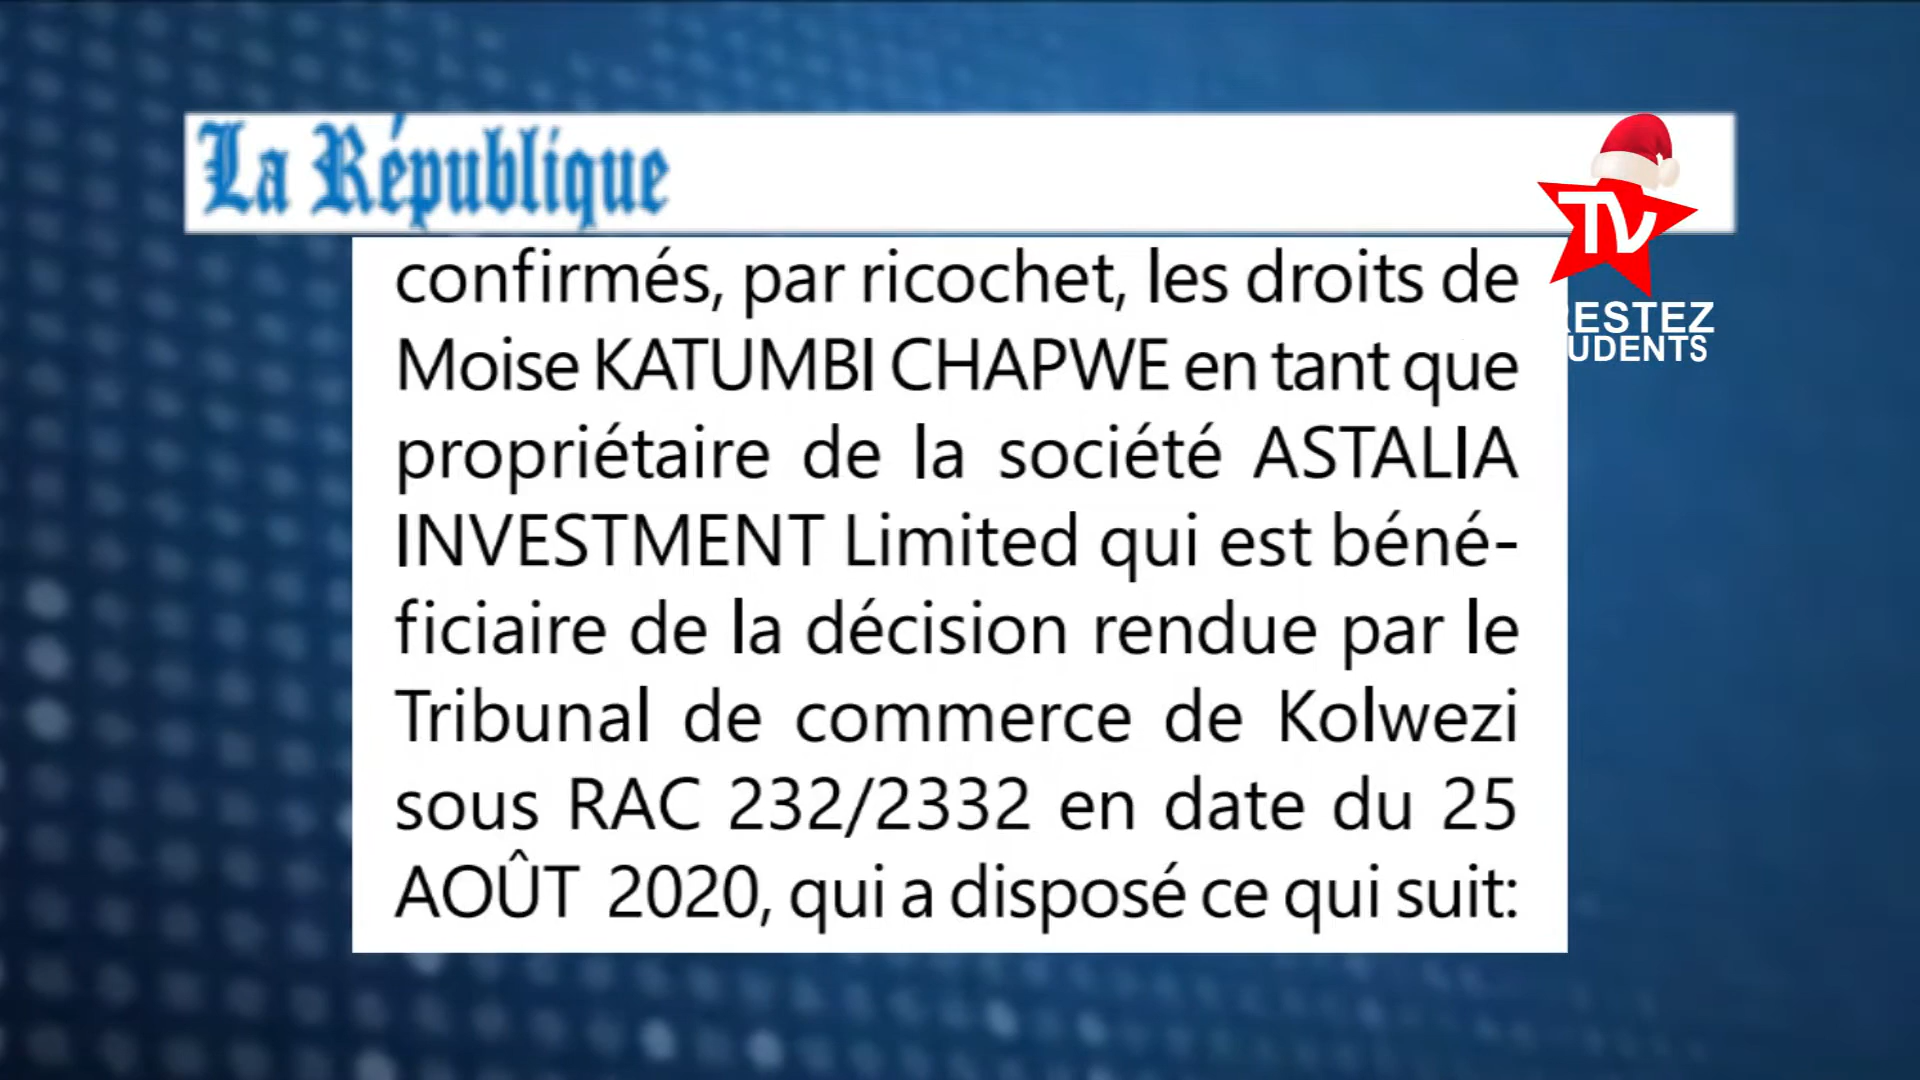 La République
TV
RESTEZ
UDENTS
confirmés, par ricochet, les droits de
Moise KATUMBI CHAPWE en tant que
propriétaire de la société ASTALIA
INVESTMENT Limited qui est béné-
ficiaire de la décision rendue par le
Tribunal de commerce de Kolwezi
sous RAC 232/2332 en date du 25
AOÛT 2020, qui a disposé ce qui suit: